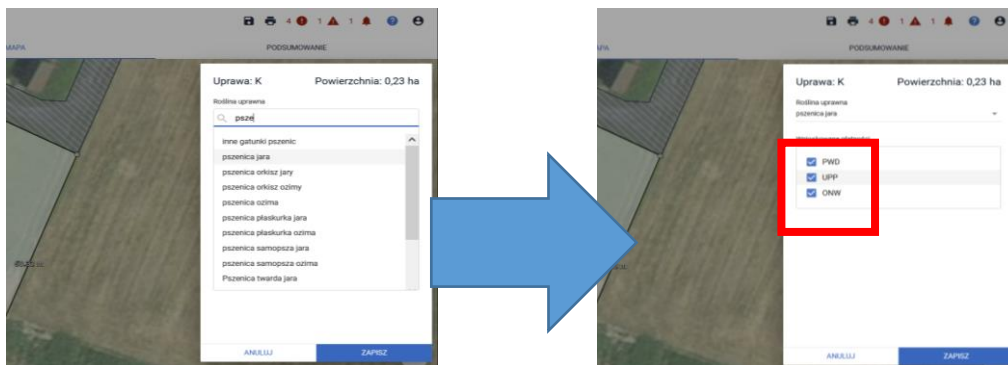 4 1 1
MAPA
PODSUMOWANIE
Uprawa: K Powierzchnia: 0,23 ha
Roślina uprawna
psze
inne gatunki pszenic
pszenica jara
pszenica orkisz jary
pszenica orkisz ozimy
pszenica ozima
pszenica płaskurka jara
pszenica płaskurka ozima
pszenica samopsza jara
pszenica samopsza ozima
Pszenica twarda jara
ANULUJ ZAPISZ
4 1 1
PODSUMOWANIE
Uprawa: K Powierzchnia: 0,23 ha
Roślina uprawna
pszenica jara
PWD
UPP
ONW
ANULUJ ZAPISZ